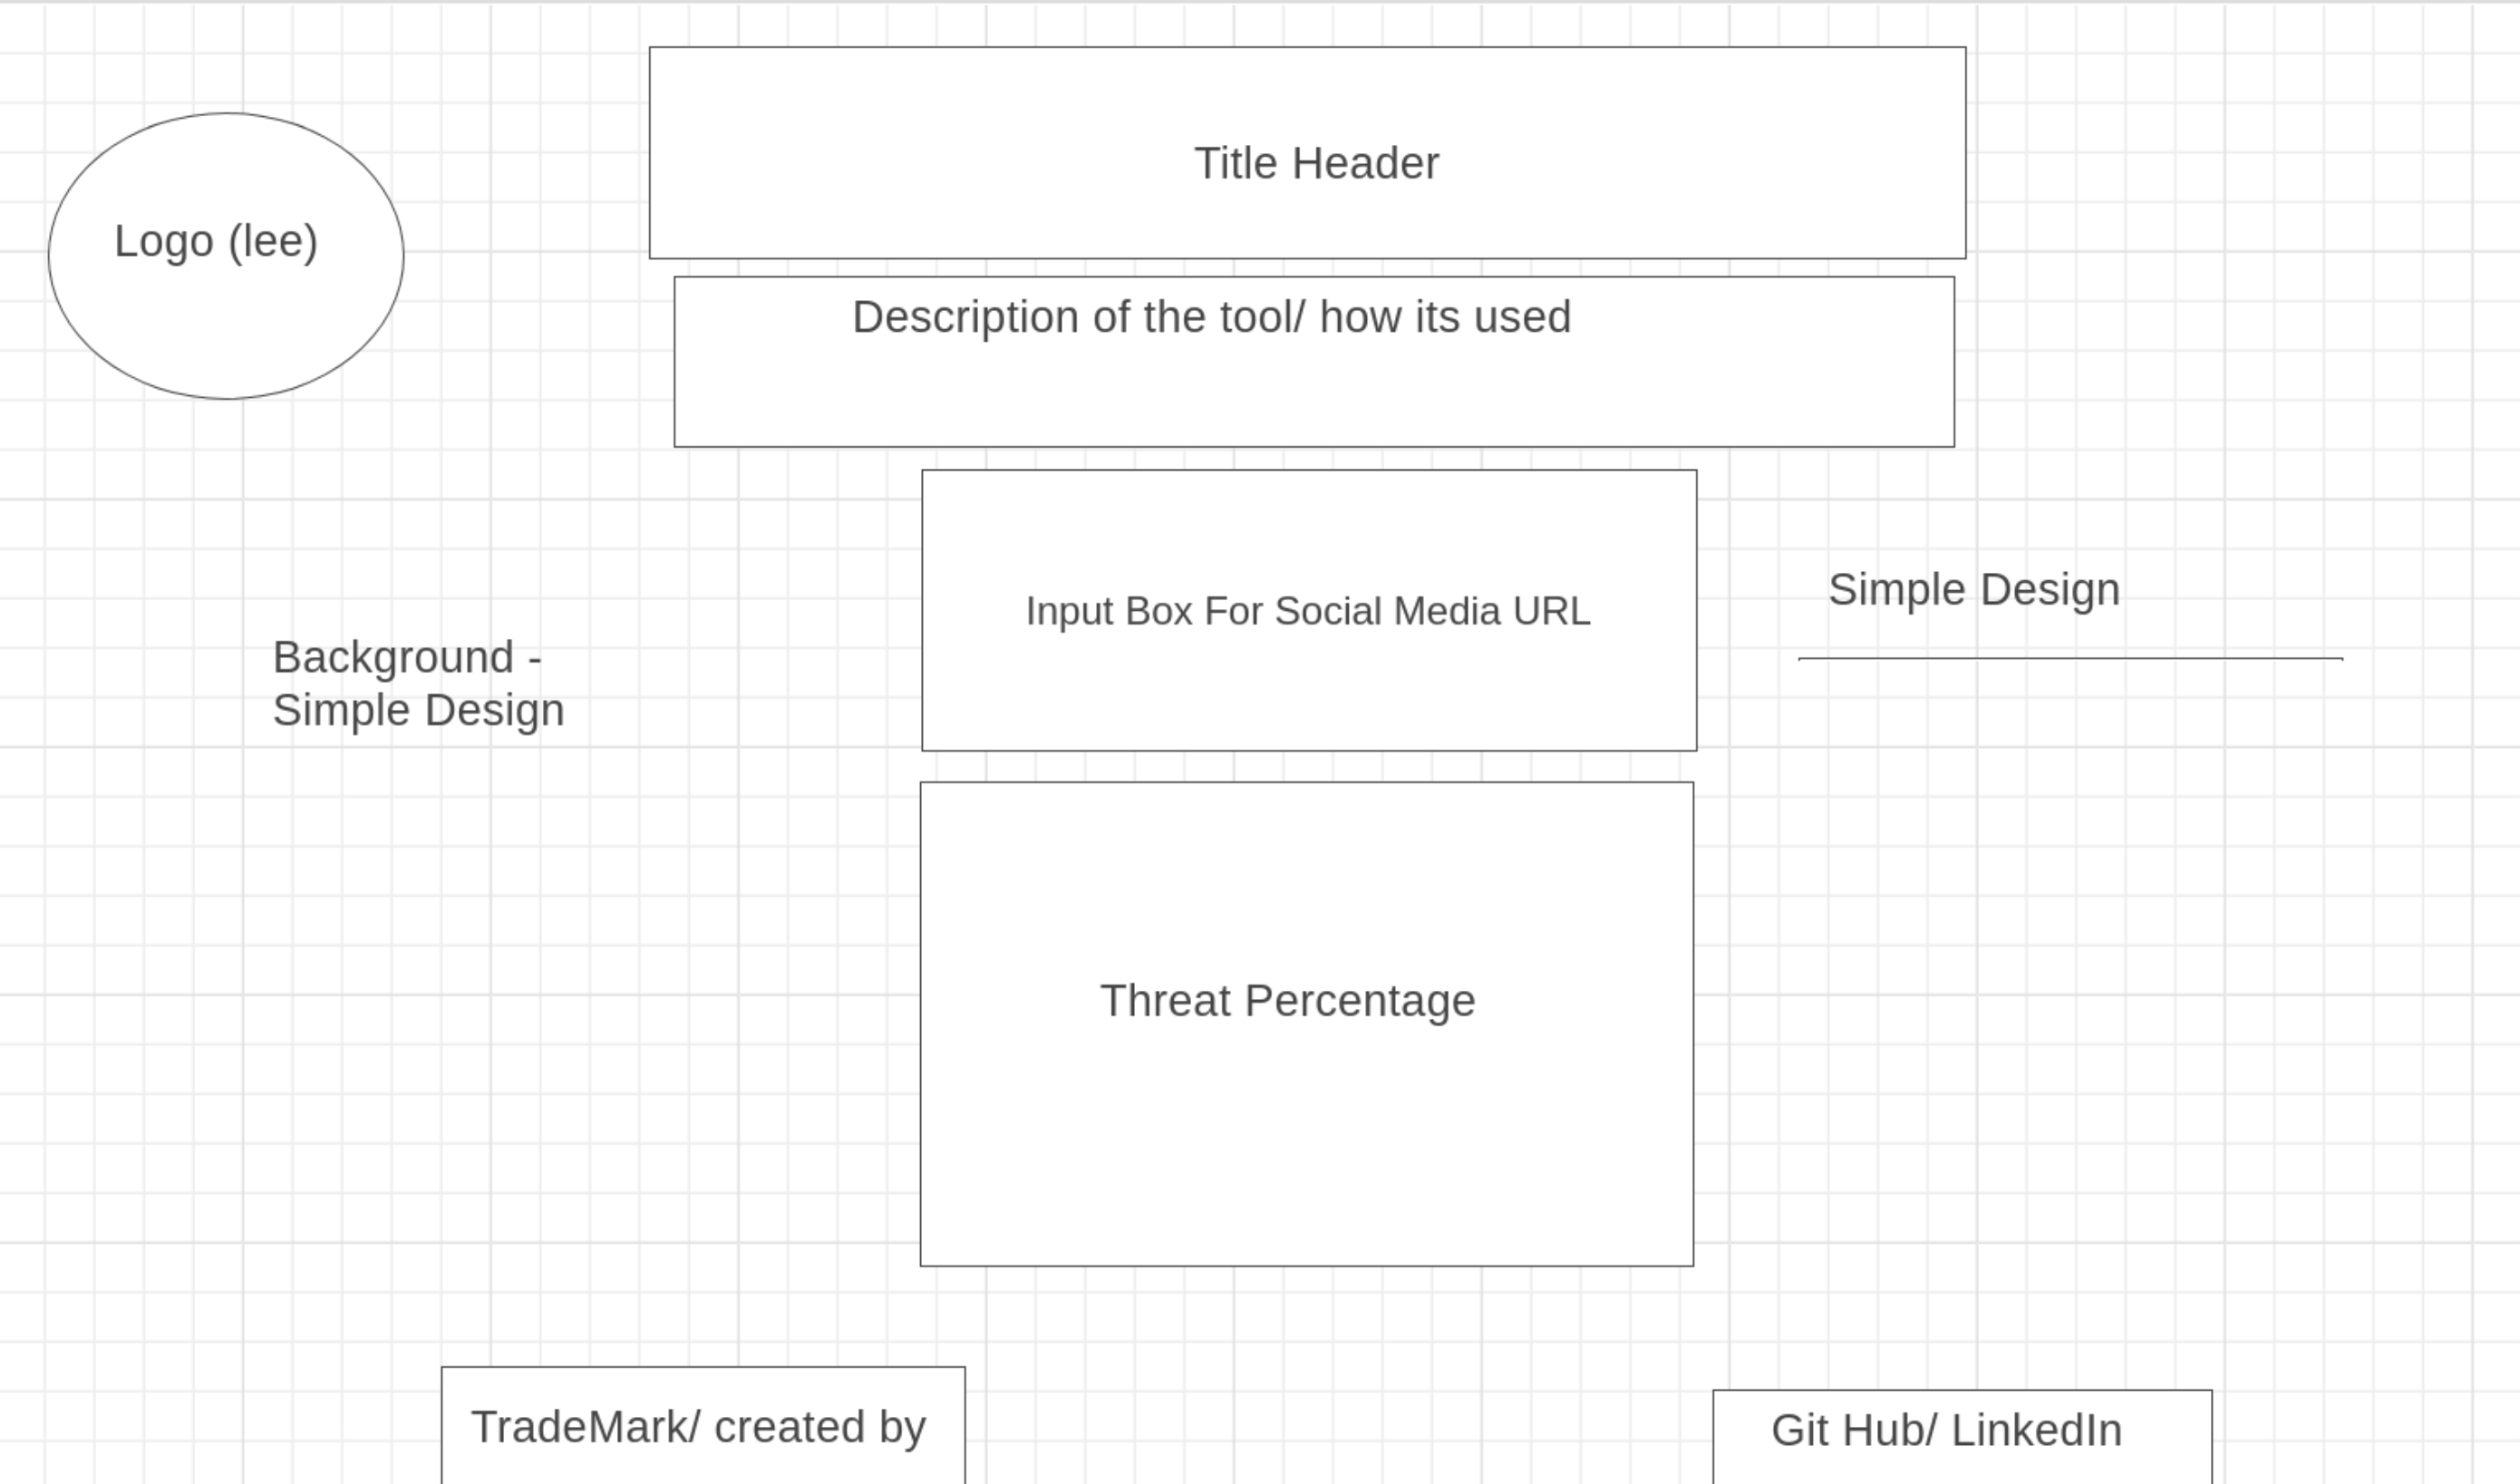 Title Header
Logo (lee)
Description of the tool/ how its used
Input Box For Social Media URL
Simple Design
Background -
Simple Design
Threat Percentage
TradeMark/ created by
Git Hub/ LinkedIn